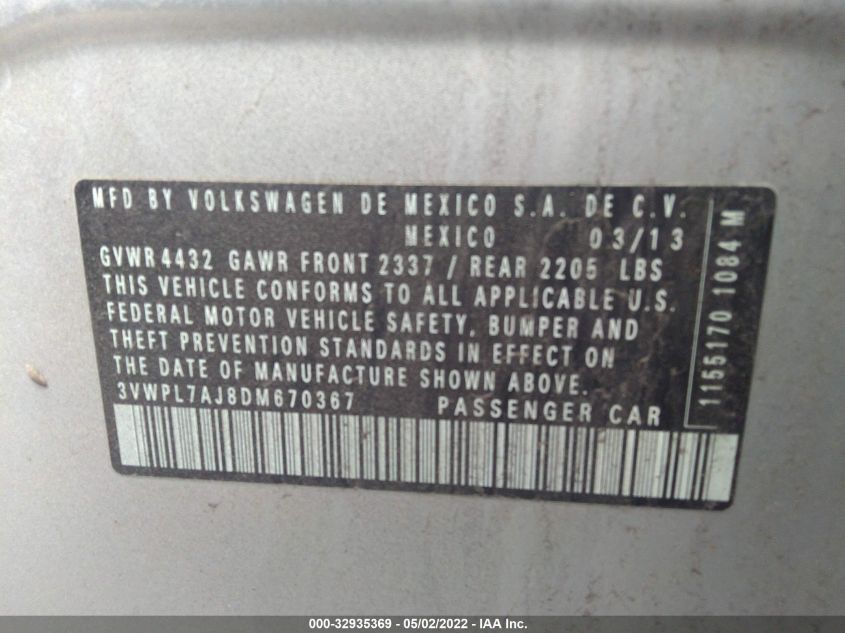 MFD BY VOLKSWAGEN DE MEXICO S.A. DE C.V.
MEXICO 03/13
GVWR 4432 GAWR FRONT 2337 / REAR 2205 LBS
THIS VEHICLE CONFORMS TO ALL APPLICABLE U.S.
FEDERAL MOTOR VEHICLE SAFETY, BUMPER AND
THEFT PREVENTION STANDARDS IN EFFECT ON
THE DATE OF MANUFACTURE SHOWN ABOVE.
3VWPL7AJ8DM670367 PASSENGER CAR
1155170 1084 M
000-32935369 - 05/02/2022 - IAA Inc.